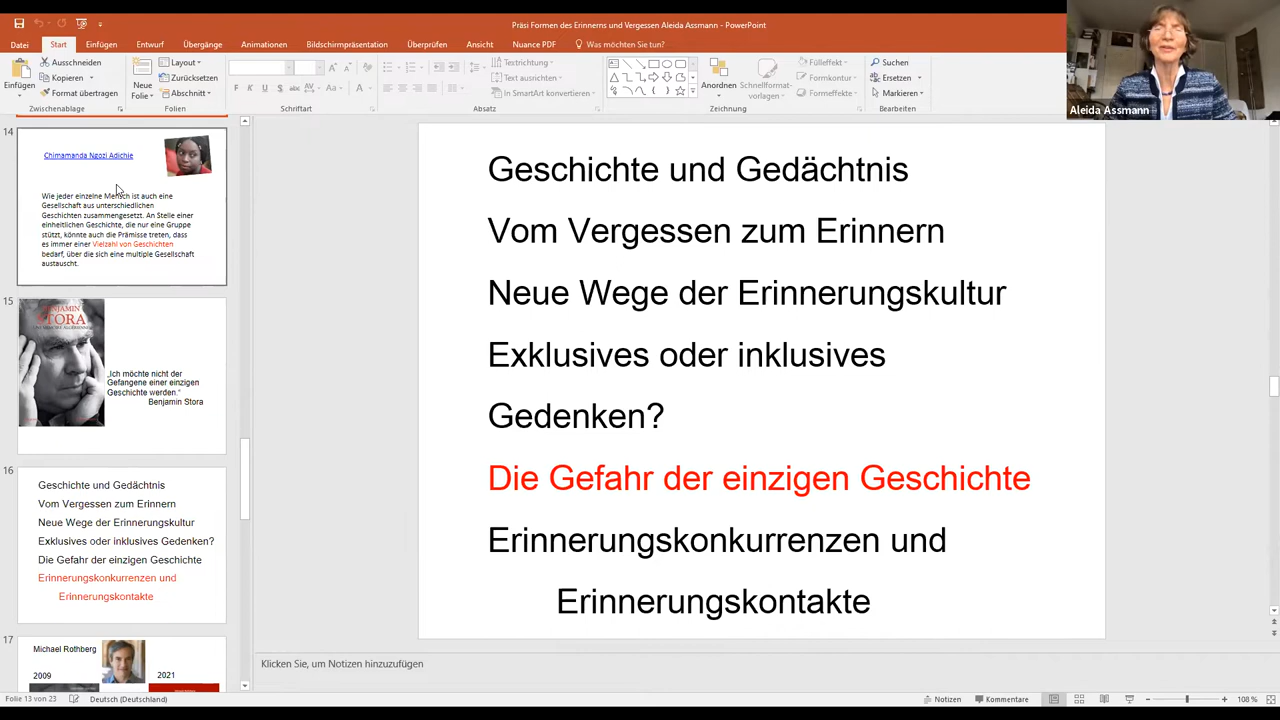 Präsi Formen des Erinnerns und Vergessen Aleida Assmann - PowerPoint
Datei Start Einfügen Entwurf Übergänge Animationen Bildschirmpräsentation Überprüfen Ansicht Nuance PDF Was möchten Sie tun?
Einfügen
Ausschneiden
Kopieren
Format übertragen
Zwischenablage
Neue
Folie
Layout
Zurücksetzen
Abschnitt
Folien
F K U S abc AV Aa A
Schriftart
Textrichtung
Text ausrichten
In SmartArt konvertieren
Absatz
Anordnen
Schnellformat-
vorlagen
Fülleffekt
Formkontur
Formeffekte
Zeichnung
Suchen
Ersetzen
Markieren
Bearbeiten
Aleida Assmann
14
Chimamanda Ngozi Adichie
Wie jeder einzelne Mensch ist auch eine
Gesellschaft aus unterschiedlichen
Geschichten zusammengesetzt. An Stelle einer
einheitlichen Geschichte, die nur eine Gruppe
stützt, könnte auch die Prämisse treten, dass
es immer einer Vielzahl von Geschichten
bedarf, über die sich eine multiple Gesellschaft
austauscht.
15
BENJAMIN
STORA
„Ich möchte nicht der
Gefangene einer einzigen
Geschichte werden.“
Benjamin Stora
16
Geschichte und Gedächtnis
Vom Vergessen zum Erinnern
Neue Wege der Erinnerungskultur
Exklusives oder inklusives Gedenken?
Die Gefahr der einzigen Geschichte
Erinnerungskonkurrenzen und
Erinnerungskontakte
17
Michael Rothberg
2009
2021
Geschichte und Gedächtnis
Vom Vergessen zum Erinnern
Neue Wege der Erinnerungskultur
Exklusives oder inklusives
Gedenken?
Die Gefahr der einzigen Geschichte
Erinnerungskonkurrenzen und
Erinnerungskontakte
Klicken Sie, um Notizen hinzuzufügen
Folie 13 von 23 Deutsch (Deutschland) Notizen Kommentare 108 %